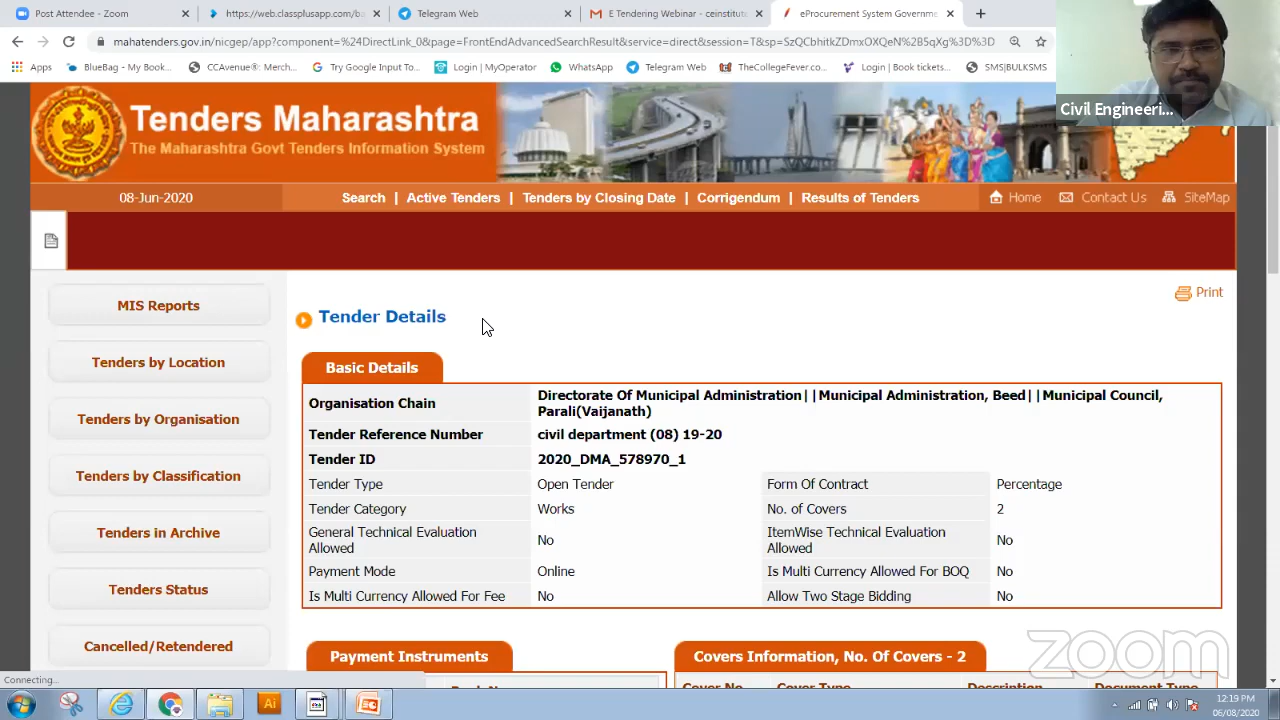 Post Attendee - Zoom
https://web.classplusapp.com/ba
Telegram Web
E Tendering Webinar - ceinstitut
eProcurement System Governme
mahatenders.gov.in/nicgep/app?component=%24DirectLink_0&page=FrontEndAdvancedSearchResult&service=direct&session=T&sp=SzQCbhitkZDmxOXQeN%2B5qXg%3D%3D
Apps
BlueBag - My Book...
CCAvenue®: Merch...
Try Google Input To...
Login | MyOperator
WhatsApp
Telegram Web
TheCollegeFever.co...
Login | Book tickets...
SMS|BULKSMS
Civil Engineeri...
Tenders Maharashtra
The Maharashtra Govt Tenders Information System
08-Jun-2020
Search | Active Tenders | Tenders by Closing Date | Corrigendum | Results of Tenders
Home
Contact Us
SiteMap
Print
MIS Reports
Tenders by Location
Tenders by Organisation
Tenders by Classification
Tenders in Archive
Tenders Status
Cancelled/Retendered
Tender Details
Basic Details
Organisation Chain
Directorate Of Municipal Administration||Municipal Administration, Beed||Municipal Council,
Parali(Vaijanath)
Tender Reference Number civil department (08) 19-20
Tender ID 2020_DMA_578970_1
Tender Type Open Tender Form Of Contract Percentage
Tender Category Works No. of Covers 2
General Technical Evaluation
Allowed
No
ItemWise Technical Evaluation
Allowed
No
Payment Mode Online Is Multi Currency Allowed For BOQ No
Is Multi Currency Allowed For Fee No Allow Two Stage Bidding No
Payment Instruments
Covers Information, No. Of Covers - 2
Cover No Cover Type Description Document Type
Connecting...
zoom
12:19 PM
06/08/2020